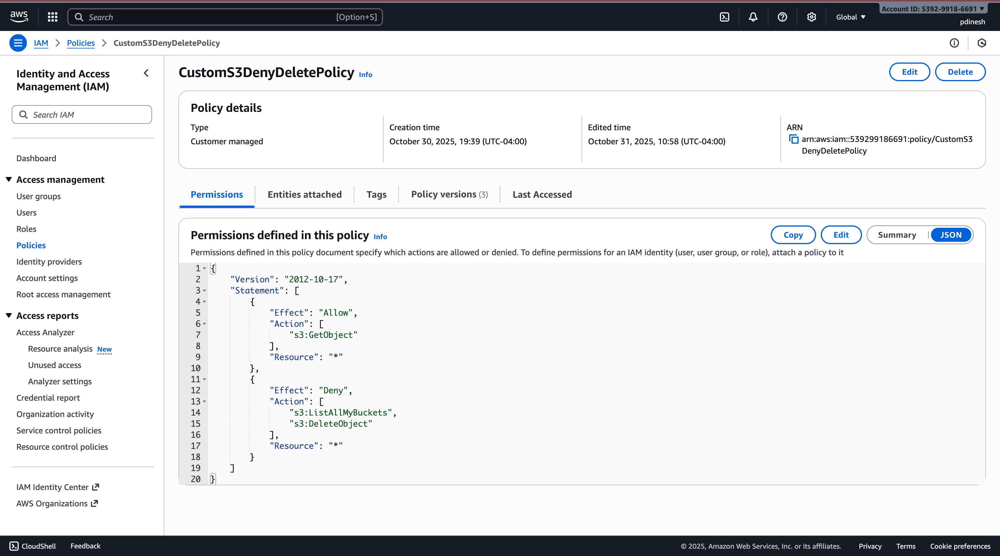 aws
Search [Option+S]
Global
Account ID: 5392-9918-6691
pdinesh
IAM Policies CustomS3DenyDeletePolicy
Identity and Access
Management (IAM)
Search IAM
Dashboard
Access management
User groups
Users
Roles
Policies
Identity providers
Account settings
Root access management
Access reports
Access Analyzer
Resource analysis New
Unused access
Analyzer settings
Credential report
Organization activity
Service control policies
Resource control policies
IAM Identity Center
AWS Organizations
CustomS3DenyDeletePolicy Info
Edit Delete
Policy details
Type
Customer managed
Creation time
October 30, 2025, 19:39 (UTC-04:00)
Edited time
October 31, 2025, 10:58 (UTC-04:00)
ARN
arn:aws:iam::539299186691:policy/CustomS3
DenyDeletePolicy
Permissions Entities attached Tags Policy versions (3) Last Accessed
Permissions defined in this policy Info
Copy Edit Summary JSON
Permissions defined in this policy document specify which actions are allowed or denied. To define permissions for an IAM identity (user, user group, or role), attach a policy to it
1 {
2 "Version": "2012-10-17",
3 "Statement": [
4 {
5 "Effect": "Allow",
6 "Action": [
7 "s3:GetObject"
8 ],
9 "Resource": "*"
10 },
11 {
12 "Effect": "Deny",
13 "Action": [
14 "s3:ListAllMyBuckets",
15 "s3:DeleteObject"
16 ],
17 "Resource": "*"
18 }
19 ]
20 }
CloudShell Feedback
© 2025, Amazon Web Services, Inc. or its affiliates. Privacy Terms Cookie preferences